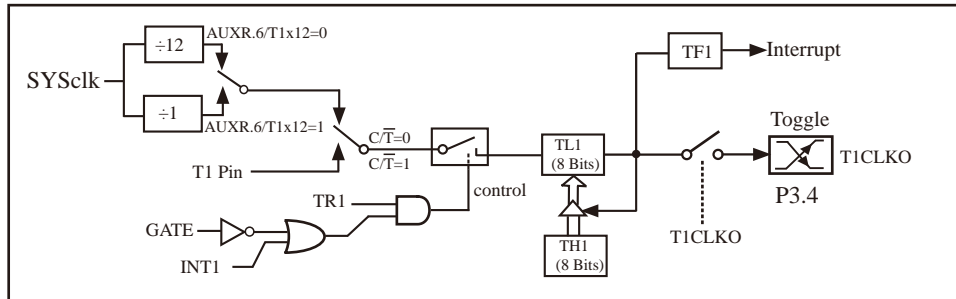 ÷12
AUXR.6/T1x12=0
SYSclk
÷1
AUXR.6/T1x12=1
T1 Pin
C/T̅=0
C/T̅=1
TR1
GATE
INT1
control
TL1
(8 Bits)
TH1
(8 Bits)
TF1
Interrupt
Toggle
T1CLKO
P3.4
T1CLKO